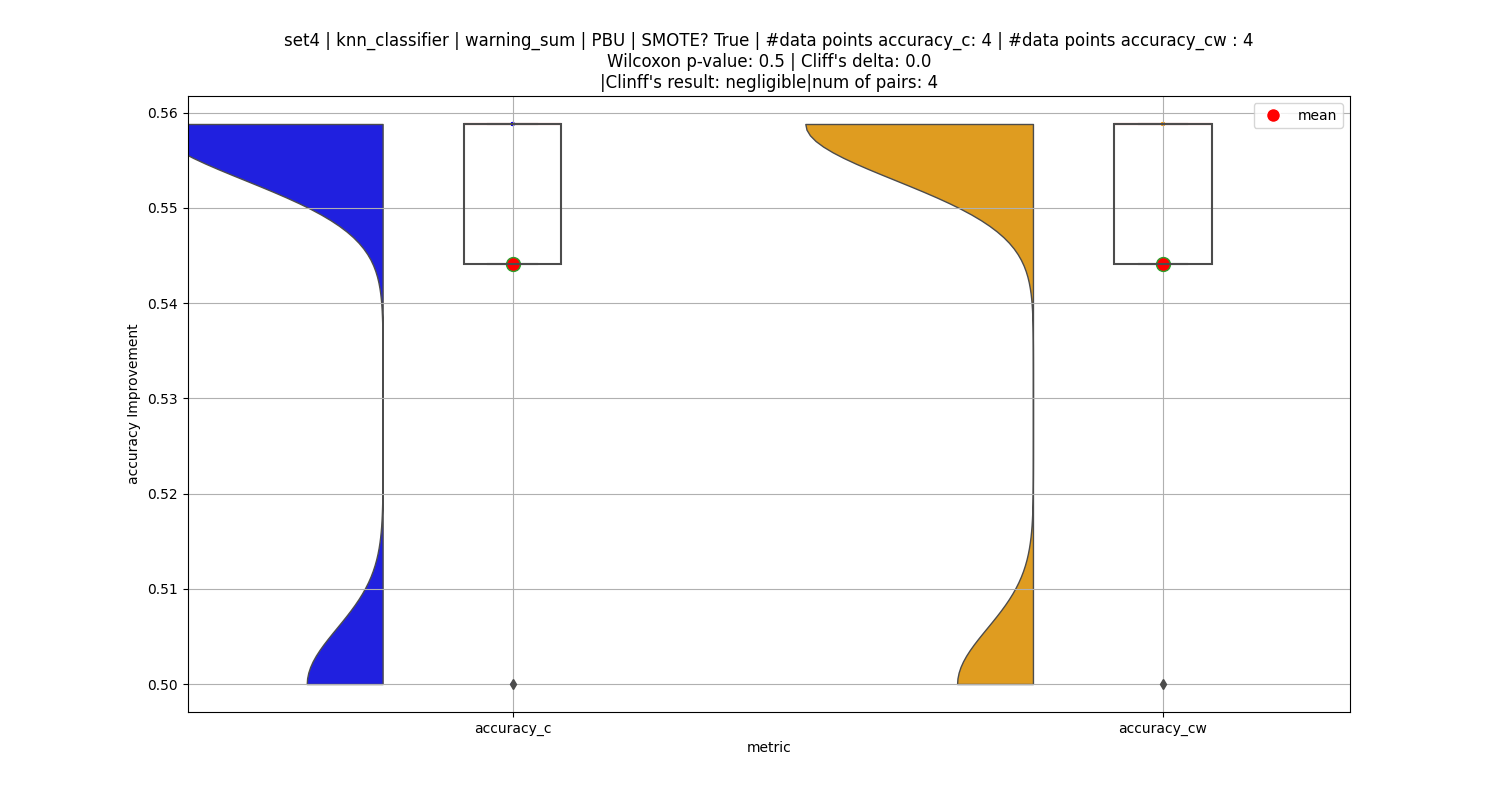 set4 | knn_classifier | warning_sum | PBU | SMOTE? True | #data points accuracy_c: 4 | #data points accuracy_cw : 4
Wilcoxon p-value: 0.5 | Cliff's delta: 0.0
|Clinff's result: negligible|num of pairs: 4
mean
0.56
0.55
0.54
0.53
0.52
0.51
0.50
accuracy Improvement
accuracy_c
accuracy_cw
metric